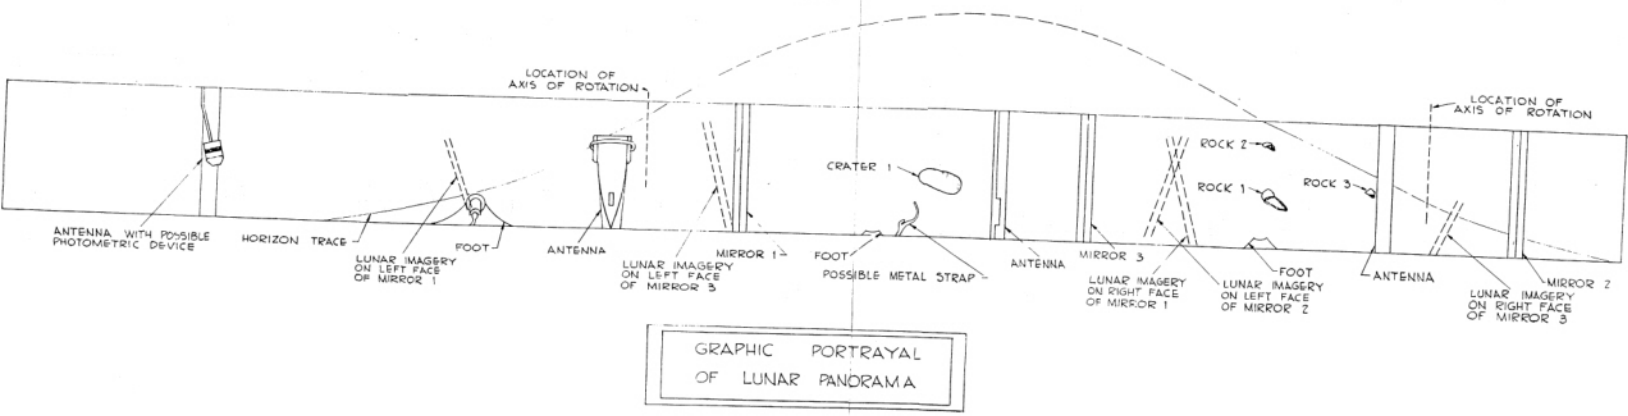 LOCATION OF
AXIS OF ROTATION
LOCATION OF
AXIS OF ROTATION
ROCK 2
CRATER 1
ROCK 1
ROCK 3
ANTENNA WITH POSSIBLE
PHOTOMETRIC DEVICE
HORIZON TRACE
LUNAR IMAGERY
ON LEFT FACE
OF MIRROR 1
FOOT
ANTENNA
LUNAR IMAGERY
ON LEFT FACE
OF MIRROR 3
MIRROR 1
FOOT
POSSIBLE METAL STRAP
ANTENNA
MIRROR 3
LUNAR IMAGERY
ON RIGHT FACE
OF MIRROR 1
LUNAR IMAGERY
ON LEFT FACE
OF MIRROR 2
FOOT
ANTENNA
LUNAR IMAGERY
ON RIGHT FACE
OF MIRROR 3
MIRROR 2
GRAPHIC PORTRAYAL
OF LUNAR PANORAMA